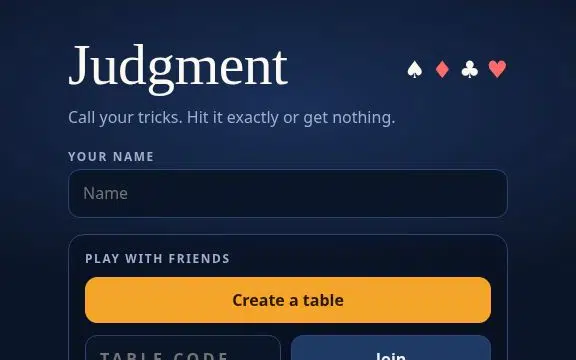 Judgment ♠ ♦ ♣ ♥
Call your tricks. Hit it exactly or get nothing.
YOUR NAME
Name
PLAY WITH FRIENDS
Create a table
TABLE CODE Join